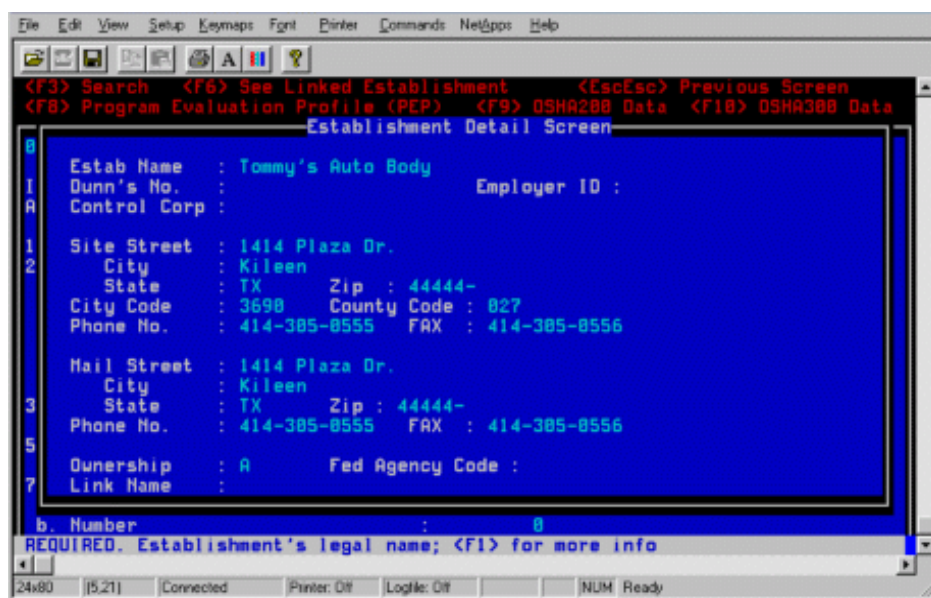 File Edit View Setup Keymaps Font Printer Commands NetApps Help
<F3> Search <F6> See Linked Establishment <EscEsc> Previous Screen
<F8> Program Evaluation Profile (PEP) <F9> OSHA200 Data <F10> OSHA300 Data
Establishment Detail Screen
0
Estab Name : Tommy's Auto Body
I Dunn's No. : Employer ID :
A Control Corp :
1 Site Street : 1414 Plaza Dr.
2 City : Kileen
State : TX Zip : 44444-
City Code : 3690 County Code : 027
Phone No. : 414-305-0555 FAX : 414-305-0556
Mail Street : 1414 Plaza Dr.
City : Kileen
3 State : TX Zip : 44444-
Phone No. : 414-305-0555 FAX : 414-305-0556
5
Ownership : A Fed Agency Code :
7 Link Name :
b. Number : 0
REQUIRED. Establishment's legal name; <F1> for more info
24x80 [5,21] Connected Printer: Off Logfile: Off NUM Ready